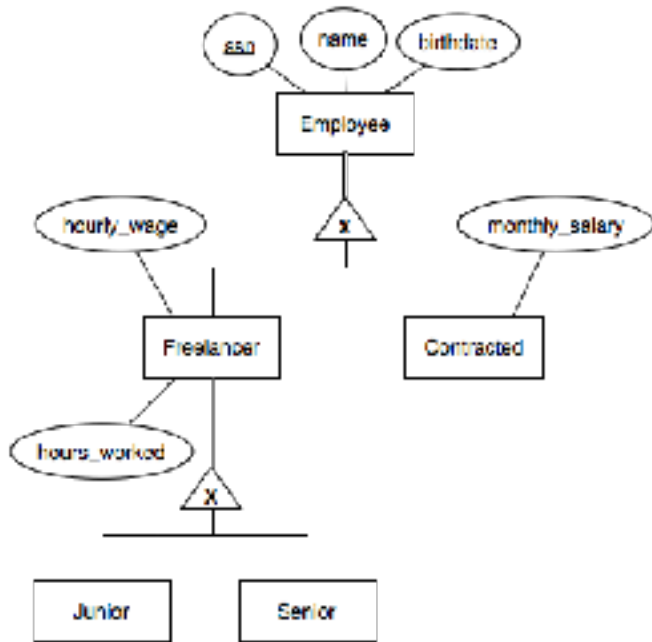 ssn
name
birthdate
Employee
x
hourly_wage
monthly_salary
Freelancer
Contracted
hours_worked
X
Junior
Senior